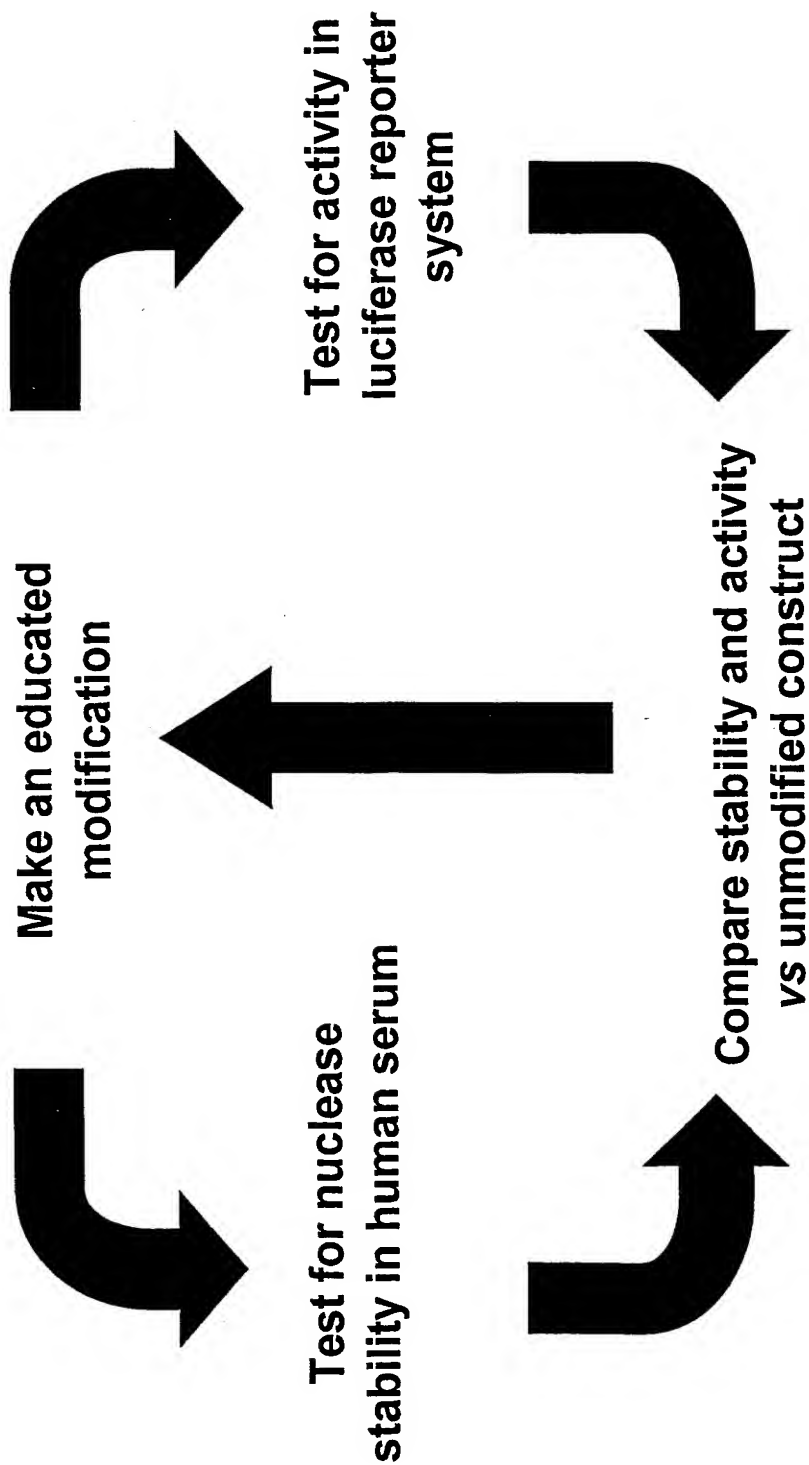 Make an educated
modification
Test for nuclease
stability in human serum
Test for activity in
luciferase reporter
system
Compare stability and activity
vs unmodified construct